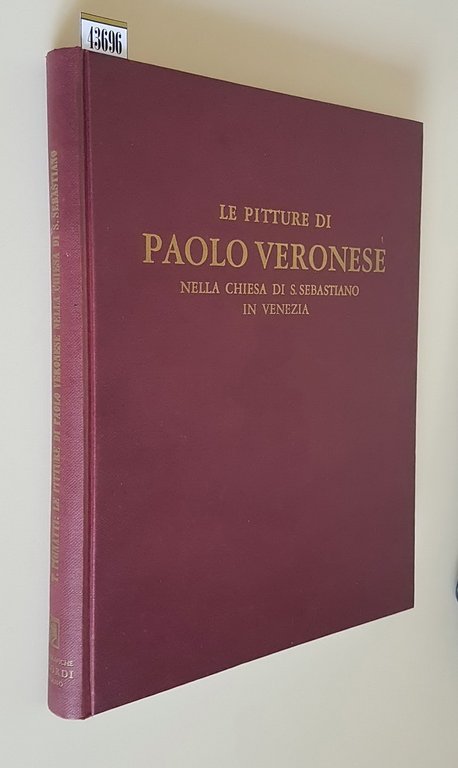 43696
LE PITTURE DI
PAOLO VERONESE
NELLA CHIESA DI S. SEBASTIANO
IN VENEZIA
T. PIGNATTI: LE PITTURE DI PAOLO VERONESE NELLA CHIESA DI S. SEBASTIANO